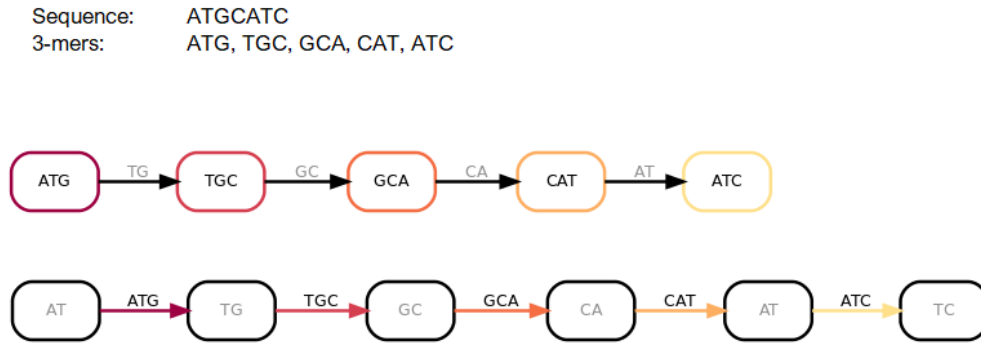 Sequence: ATGCATC
3-mers: ATG, TGC, GCA, CAT, ATC
ATG TG TGC GC GCA CA CAT AT ATC
AT ATG TG TGC GC GCA CA CAT AT ATC TC